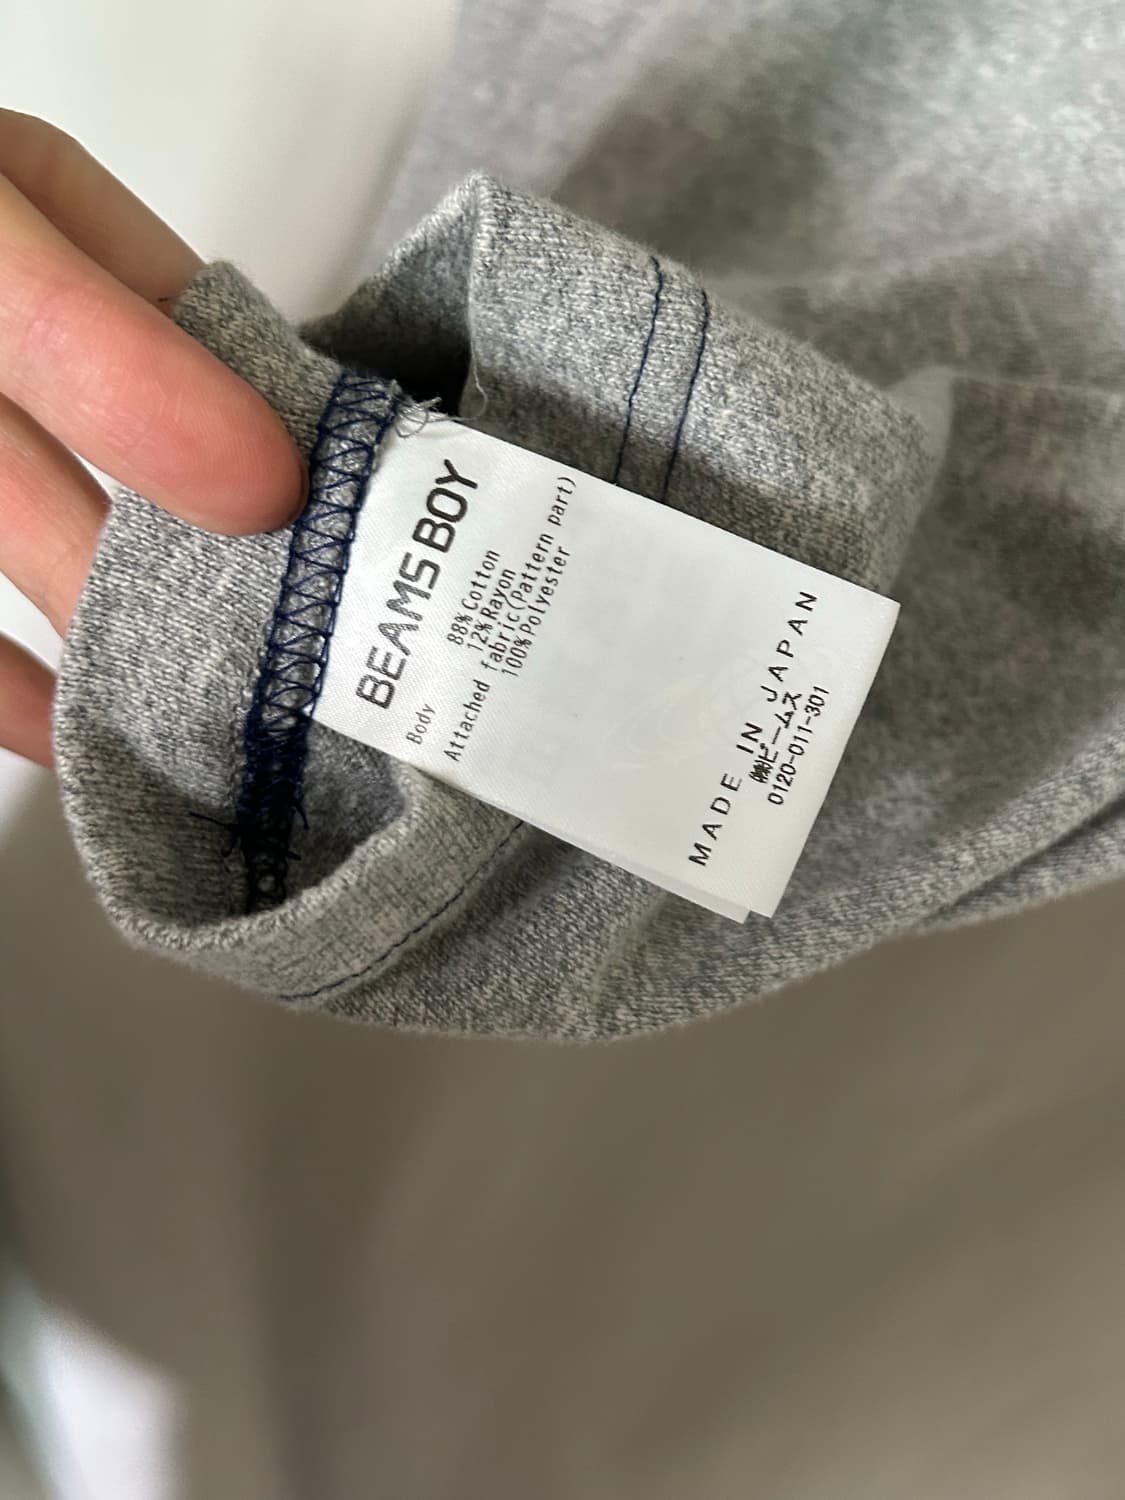 BEAMS BOY
Body 88%Cotton
12%Rayon
Attached fabric(Pattern part)
100%Polyester
MADE IN JAPAN
㈱ビームス
0120-011-301